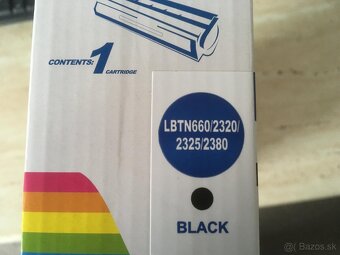 CONTENTS: 1 CARTRIDGE
LBTN660/2320/
2325/2380
BLACK
Bazos.sk